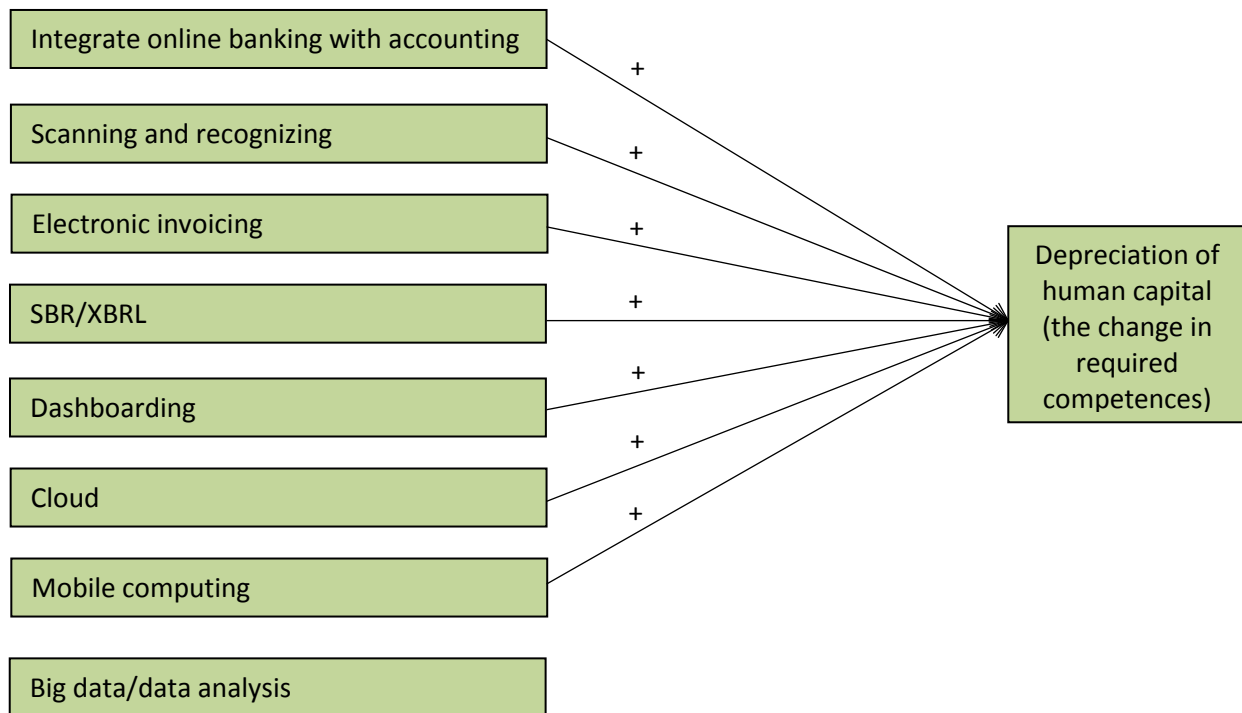 Integrate online banking with accounting
+
Scanning and recognizing
+
Electronic invoicing
+
SBR/XBRL
+
Dashboarding
+
Cloud
+
Mobile computing
+
Big data/data analysis
Depreciation of
human capital
(the change in
required
competences)